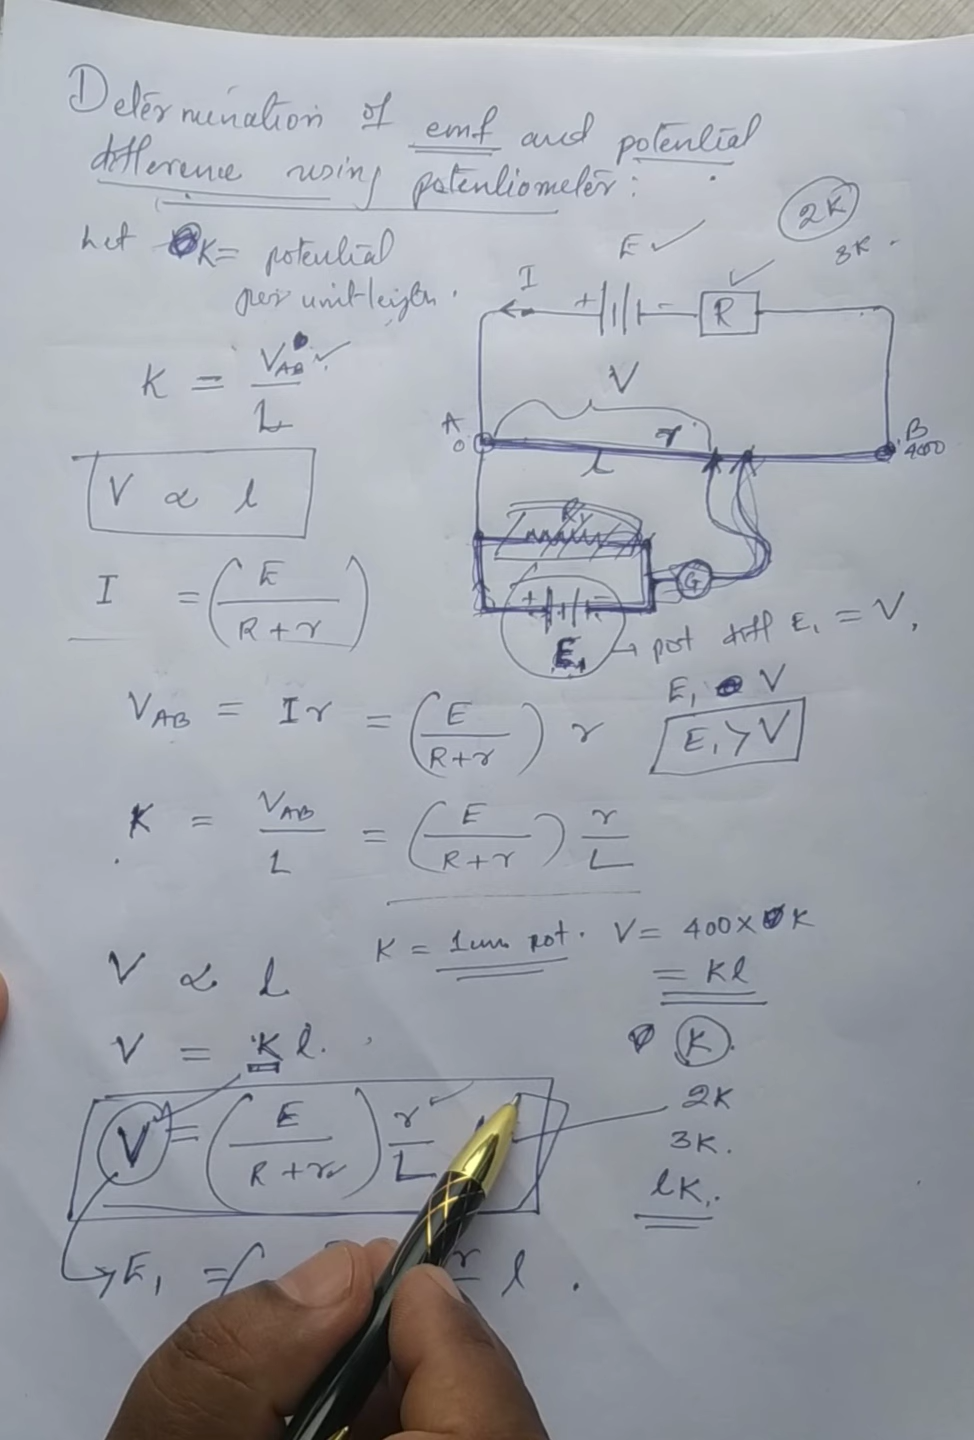 Determination of emf and potential
difference using potentiometer:
Let K = potential
per unit length.
K = V_AB / L
V ∝ l
I = (E / R+r)
V_AB = Ir = (E / R+r) r
K = V_AB / L = (E / R+r) r / L
V ∝ l
V = Kl.
V = (E / R+r) r / L
E₁ = ( r l .
2K
3K.
E
I
+ -
R
V
A
0
r
B
400
l
G
+ -
E₁ → pot diff E₁ = V,
E₁ V
E₁ > V
K = 1cm pot. V = 400 × K
= Kl
K.
2K
3K.
lK.